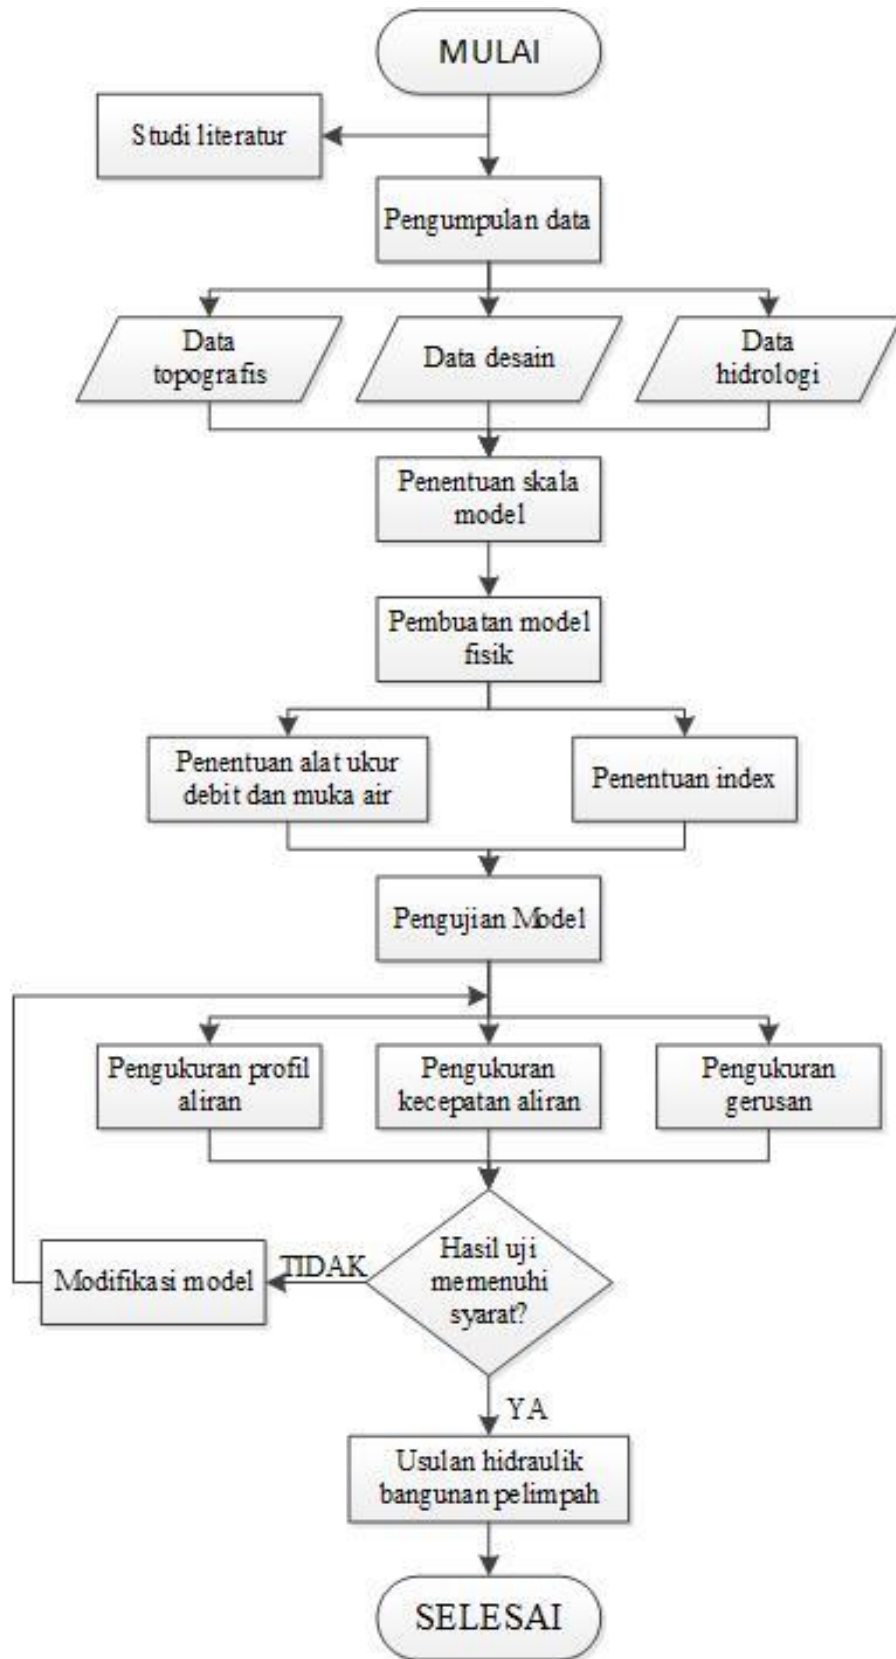 MULAI
Studi literatur
Pengumpulan data
Data
topografis
Data desain
Data
hidrologi
Penentuan skala
model
Pembuatan model
fisik
Penentuan alat ukur
debit dan muka air
Penentuan index
Pengujian Model
Pengukuran profil
aliran
Pengukuran
kecepatan aliran
Pengukuran
gerusan
Hasil uji
memenuhi
syarat?
TIDAK
Modifikasi model
YA
Usulan hidraulik
bangunan pelimpah
SELESAI